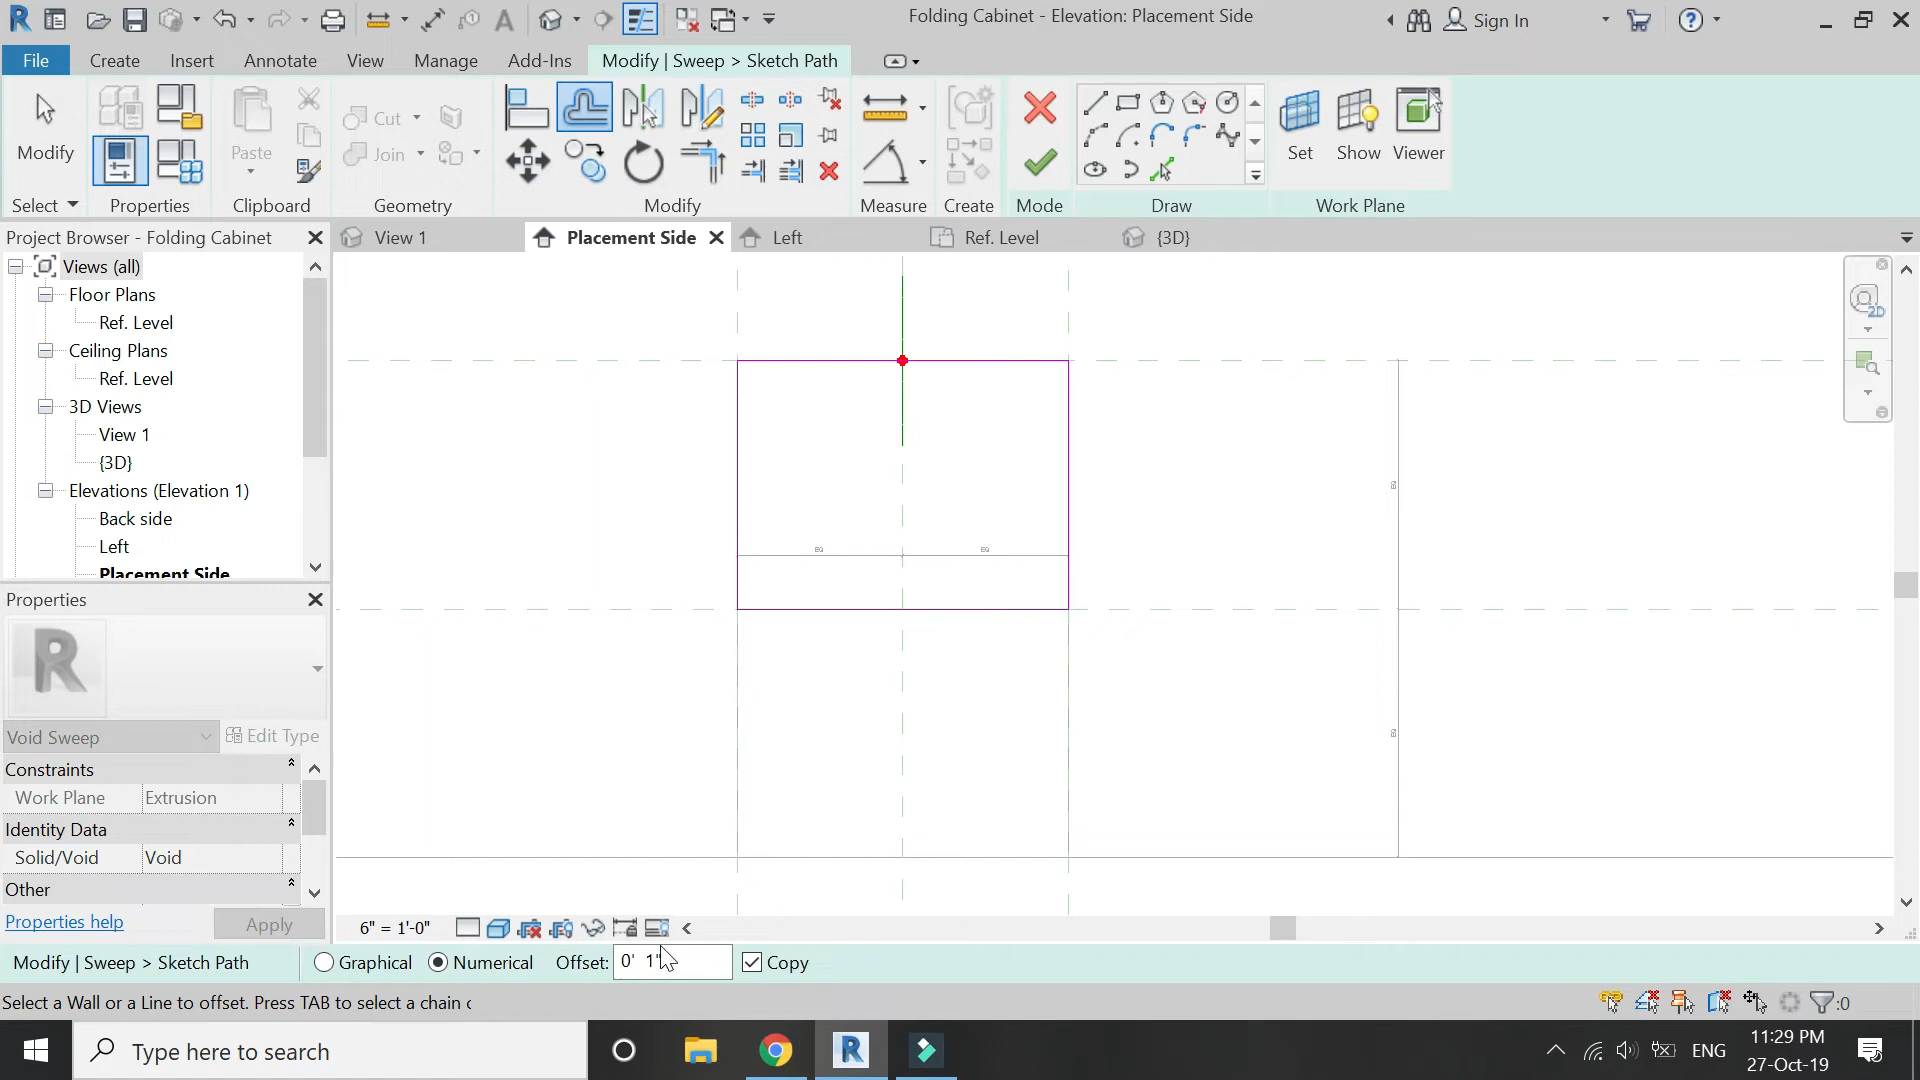 Folding Cabinet - Elevation: Placement Side
Sign In
File
Create
Insert
Annotate
View
Manage
Add-Ins
Modify | Sweep > Sketch Path
Modify
Paste
Cut
Join
Set
Show
Viewer
Select
Properties
Clipboard
Geometry
Modify
Measure
Create
Mode
Draw
Work Plane
Project Browser - Folding Cabinet
View 1
Placement Side
Left
Ref. Level
{3D}
Views (all)
Floor Plans
Ref. Level
Ceiling Plans
Ref. Level
3D Views
View 1
{3D}
Elevations (Elevation 1)
Back side
Left
Placement Side
2D
EQ
EQ
EQ
EQ
Properties
R
Void Sweep
Edit Type
Constraints
Work Plane
Extrusion
Identity Data
Solid/Void
Void
Other
Properties help
Apply
6" = 1'-0"
Modify | Sweep > Sketch Path
Graphical
Numerical
Offset:
0' 1"
Copy
Select a Wall or a Line to offset. Press TAB to select a chain c
:0
Type here to search
ENG
11:29 PM
27-Oct-19